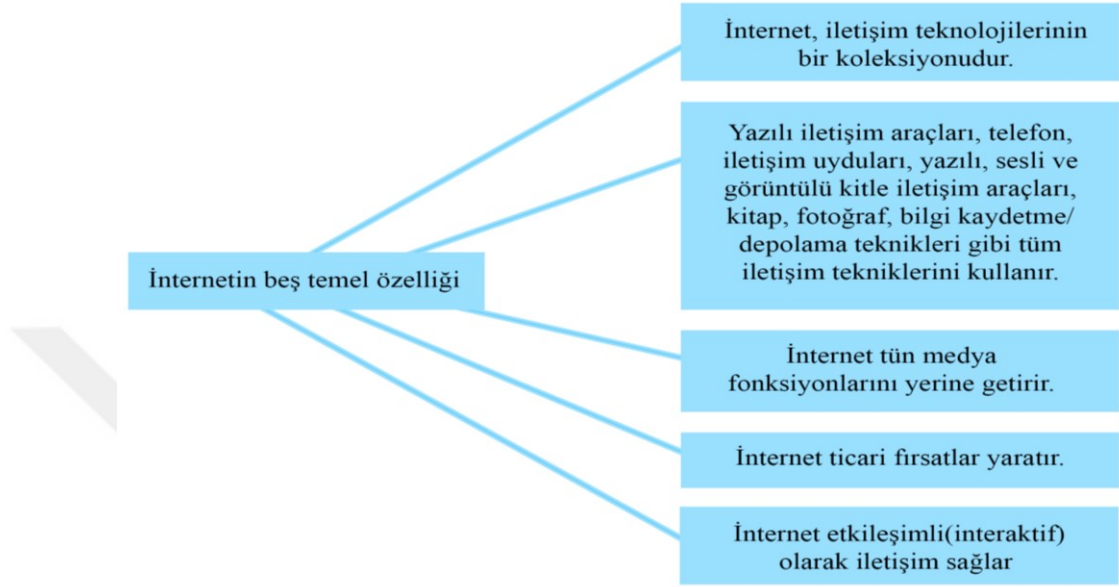 İnternetin beş temel özelliği
İnternet, iletişim teknolojilerinin
bir koleksiyonudur.
Yazılı iletişim araçları, telefon,
iletişim uyduları, yazılı, sesli ve
görüntülü kitle iletişim araçları,
kitap, fotoğraf, bilgi kaydetme/
depolama teknikleri gibi tüm
iletişim tekniklerini kullanır.
İnternet tün medya
fonksiyonlarını yerine getirir.
İnternet ticari fırsatlar yaratır.
İnternet etkileşimli(interaktif)
olarak iletişim sağlar